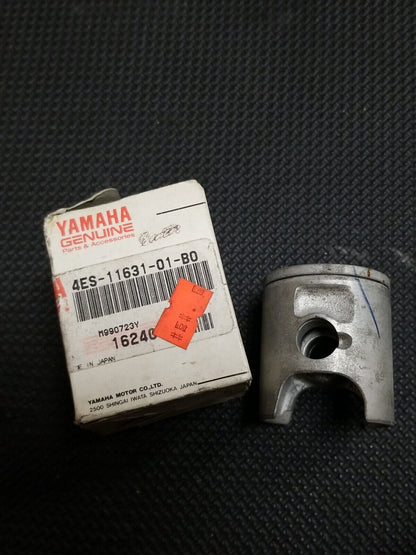 YAMAHA
GENUINE
Parts & Accessories
A
4ES-11631-01-B0
M990723Y
1624
E IN JAPAN
YAMAHA MOTOR CO.,LTD.
2500 SHINGAI IWATA SHIZUOKA JAPAN